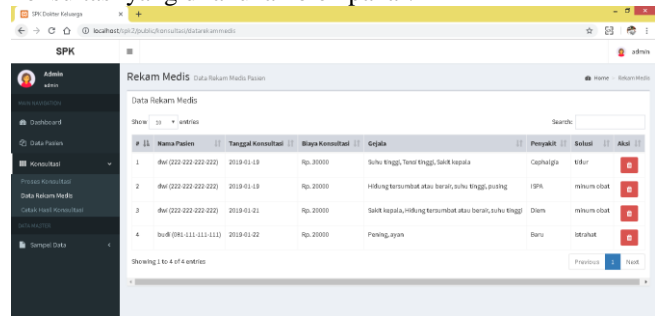 SPK Dokter Keluarga
localhost/spk2/public/konsultasi/datarekammedis
SPK
admin
Admin
admin
MAIN NAVIGATION
Dashboard
Data Pasien
Konsultasi
Proses Konsultasi
Data Rekam Medis
Catak Hasil Konsultasi
DATA MASTER
Sampel Data
Rekam Medis Data Rekam Medis Pasien
Home > Rekam Medis
Data Rekam Medis
Show 10 entries
Search:
# Nama Pasien Tanggal Konsultasi Biaya Konsultasi Gejala Penyakit Solusi Aksi
1 dwi (222-222-222-222) 2019-01-18 Rp. 30000 Suhu tinggi, Tensi tinggi, Sakit kepala Cephalgia tidur
2 dwi (222-222-222-222) 2019-01-18 Rp. 20000 Hidung tersumbat atau berair, suhu tinggi, pusing ISPA minum obat
3 dwi (222-222-222-222) 2019-01-21 Rp. 20000 Sakit kepala, Hidung tersumbat atau berair, suhu tinggi Diem minum obat
4 budi (081-111-111-111) 2019-01-22 Rp. 20000 Pening, ayan Baru istrahat
Showing 1 to 4 of 4 entries
Previous 1 Next